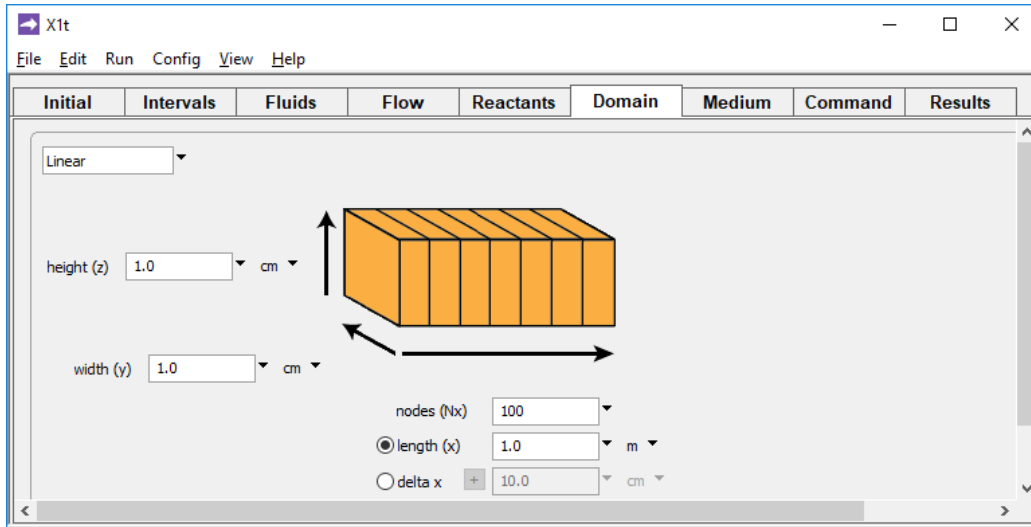 X1t
File Edit Run Config View Help
Initial Intervals Fluids Flow Reactants Domain Medium Command Results
Linear
height (z) 1.0 cm
width (y) 1.0 cm
nodes (Nx) 100
length (x) 1.0 m
delta x + 10.0 cm